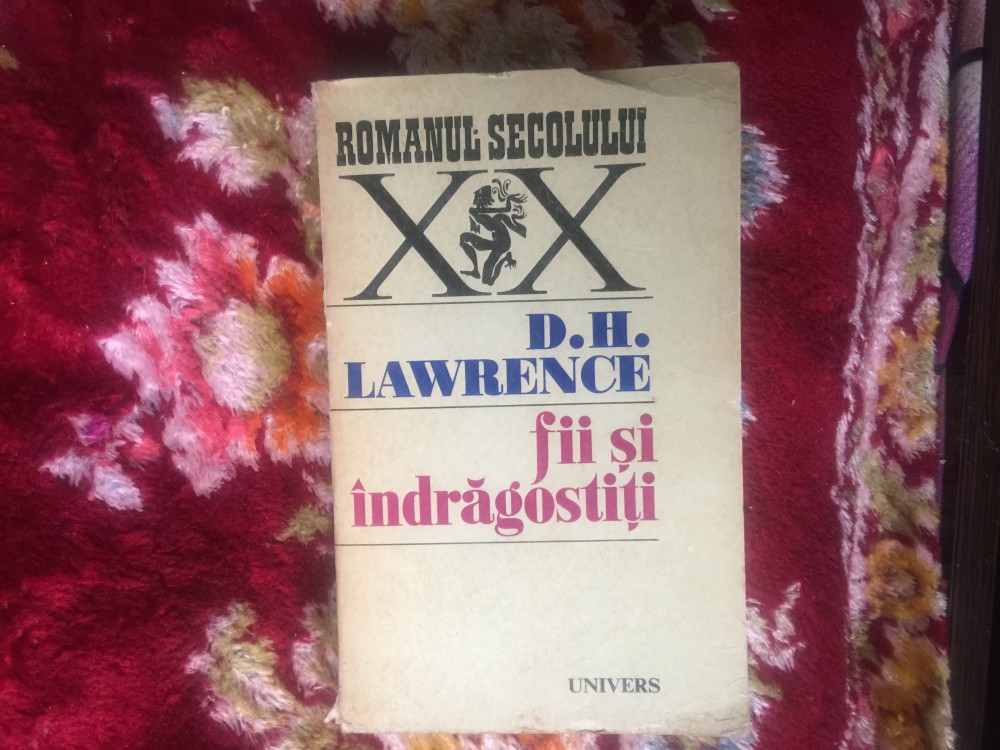 ROMANUL SECOLULUI
XX
D.H.
LAWRENCE
fii și
îndrăgostiți
UNIVERS